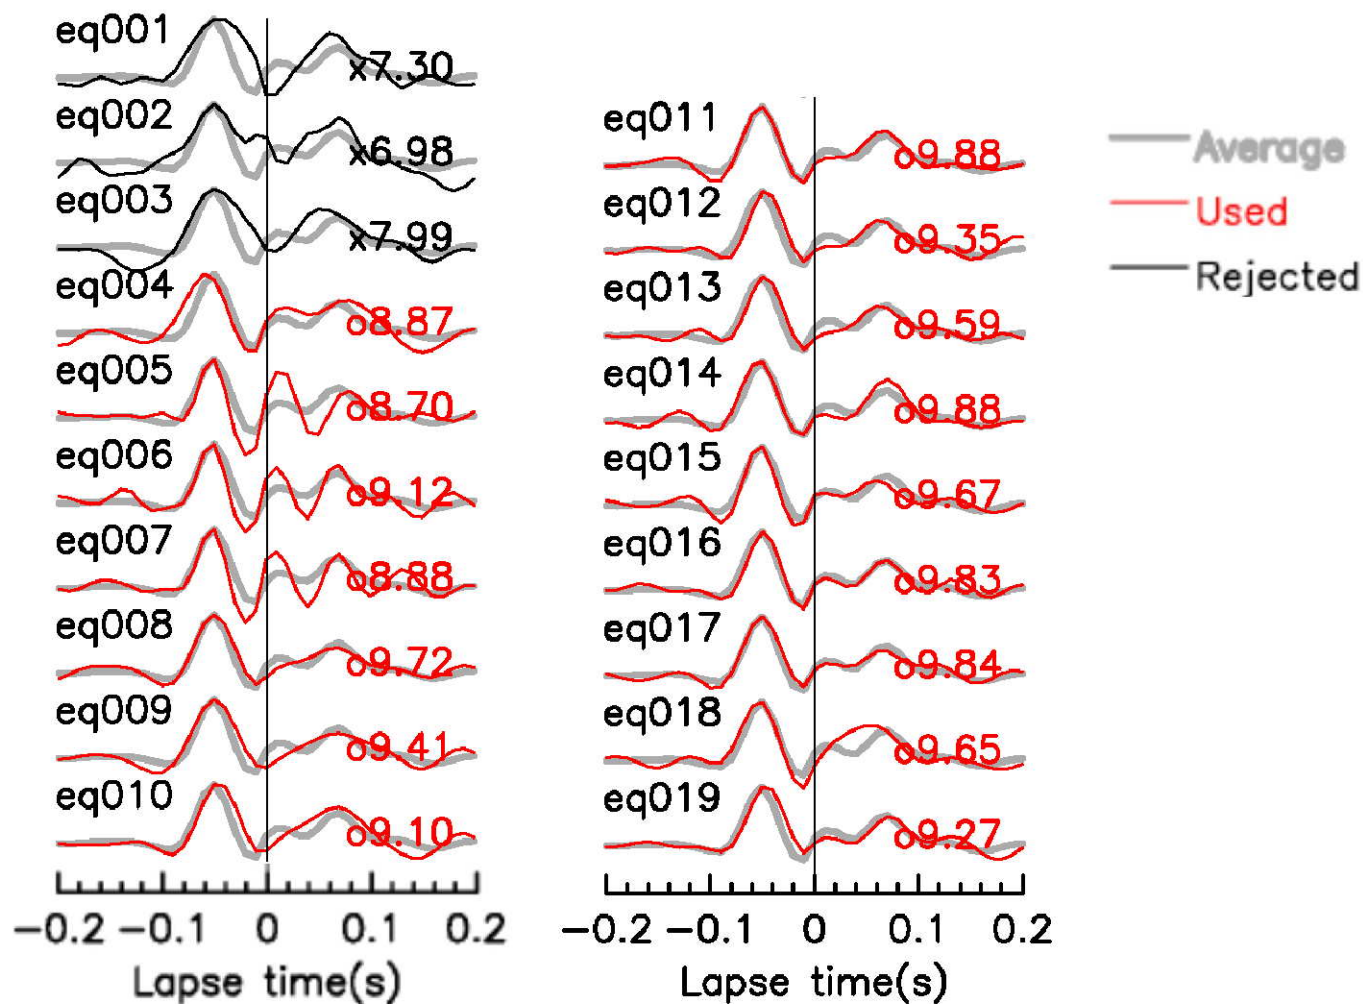 eq001
x7.30
eq002
x6.98
eq003
x7.99
eq004
o8.87
eq005
o8.70
eq006
o9.12
eq007
o8.88
eq008
o9.72
eq009
o9.41
eq010
o9.10
-0.2 -0.1 0 0.1 0.2
Lapse time(s)
eq011
o9.88
eq012
o9.35
eq013
o9.59
eq014
o9.88
eq015
o9.67
eq016
o9.83
eq017
o9.84
eq018
o9.65
eq019
o9.27
-0.2 -0.1 0 0.1 0.2
Lapse time(s)
Average
Used
Rejected